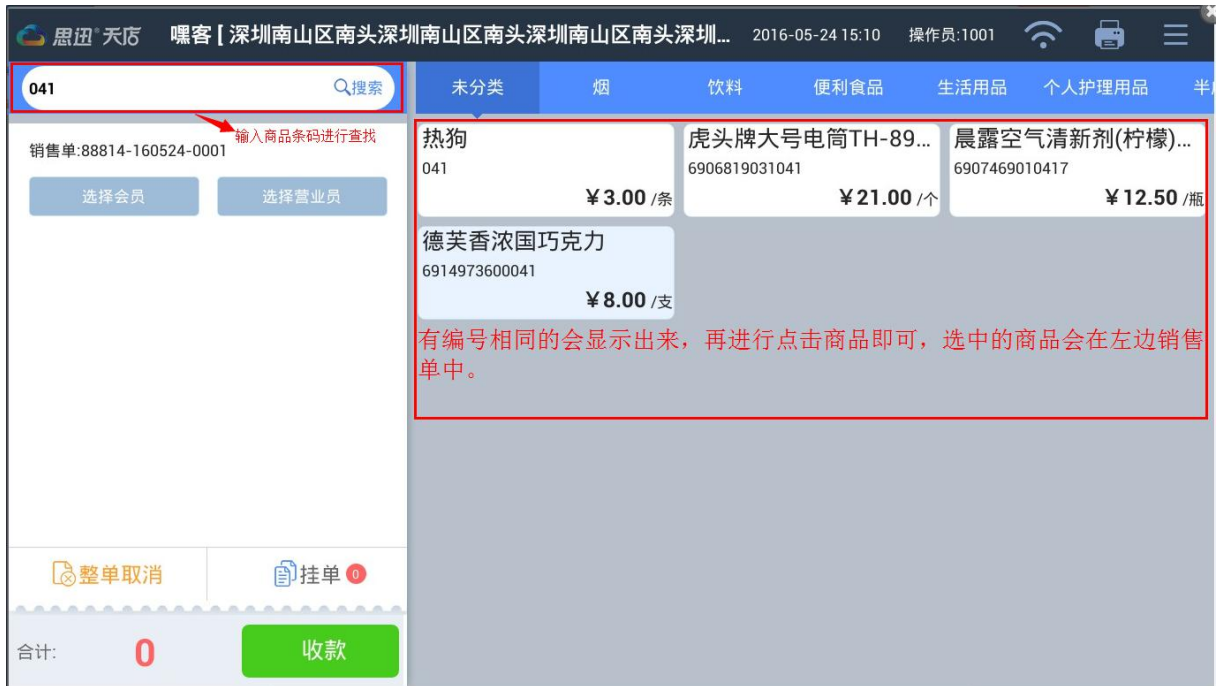 思迅®天店
嘿客 [ 深圳南山区南头深圳南山区南头深圳南山区南头深圳...
2016-05-24 15:10
操作员:1001
041
搜索
输入商品条码进行查找
销售单:88814-160524-0001
选择会员
选择营业员
整单取消
挂单 0
合计:
0
收款
未分类
烟
饮料
便利食品
生活用品
个人护理用品
热狗
041
¥3.00 /条
虎头牌大号电筒TH-89...
6906819031041
¥21.00 /个
晨露空气清新剂(柠檬)...
6907469010417
¥12.50 /瓶
德芙香浓国巧克力
6914973600041
¥8.00 /支
有编号相同的会显示出来，再进行点击商品即可，选中的商品会在左边销售
单中。